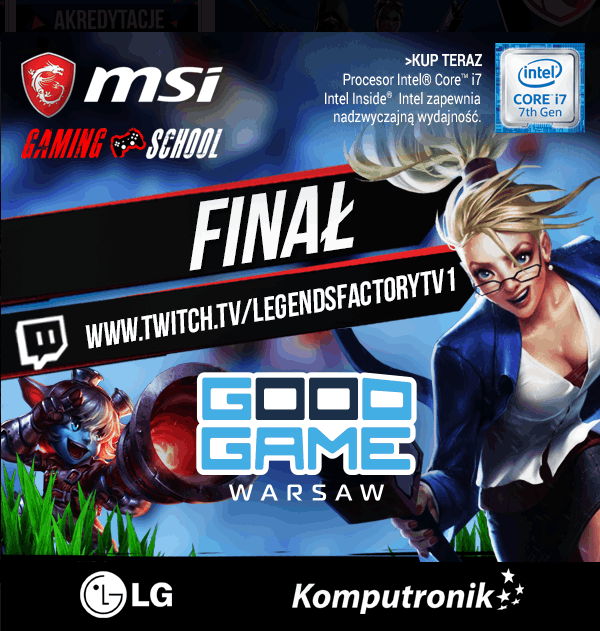 AKREDYTACJE
msi
GAMING SCHOOL
>KUP TERAZ
Procesor Intel® Core™ i7
Intel Inside® Intel zapewnia
nadzwyczajną wydajność.
intel
CORE i7
7th Gen
FINAŁ
WWW.TWITCH.TV/LEGENDSFACTORYTV1
GOOD
GAME
WARSAW
LG
LG
Komputronik